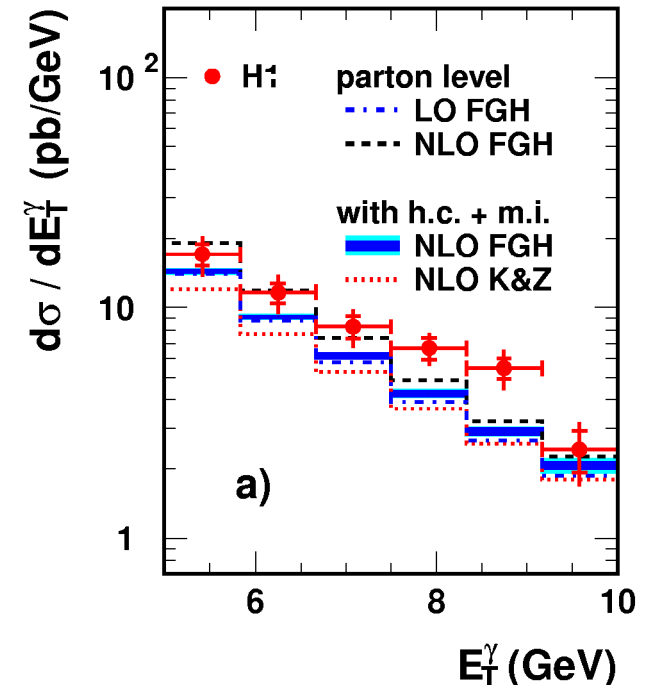 dσ / dE_T^γ (pb/GeV)
10^2
10
1
H1
parton level
LO FGH
NLO FGH
with h.c. + m.i.
NLO FGH
NLO K&Z
a)
6 8 10
E_T^γ (GeV)